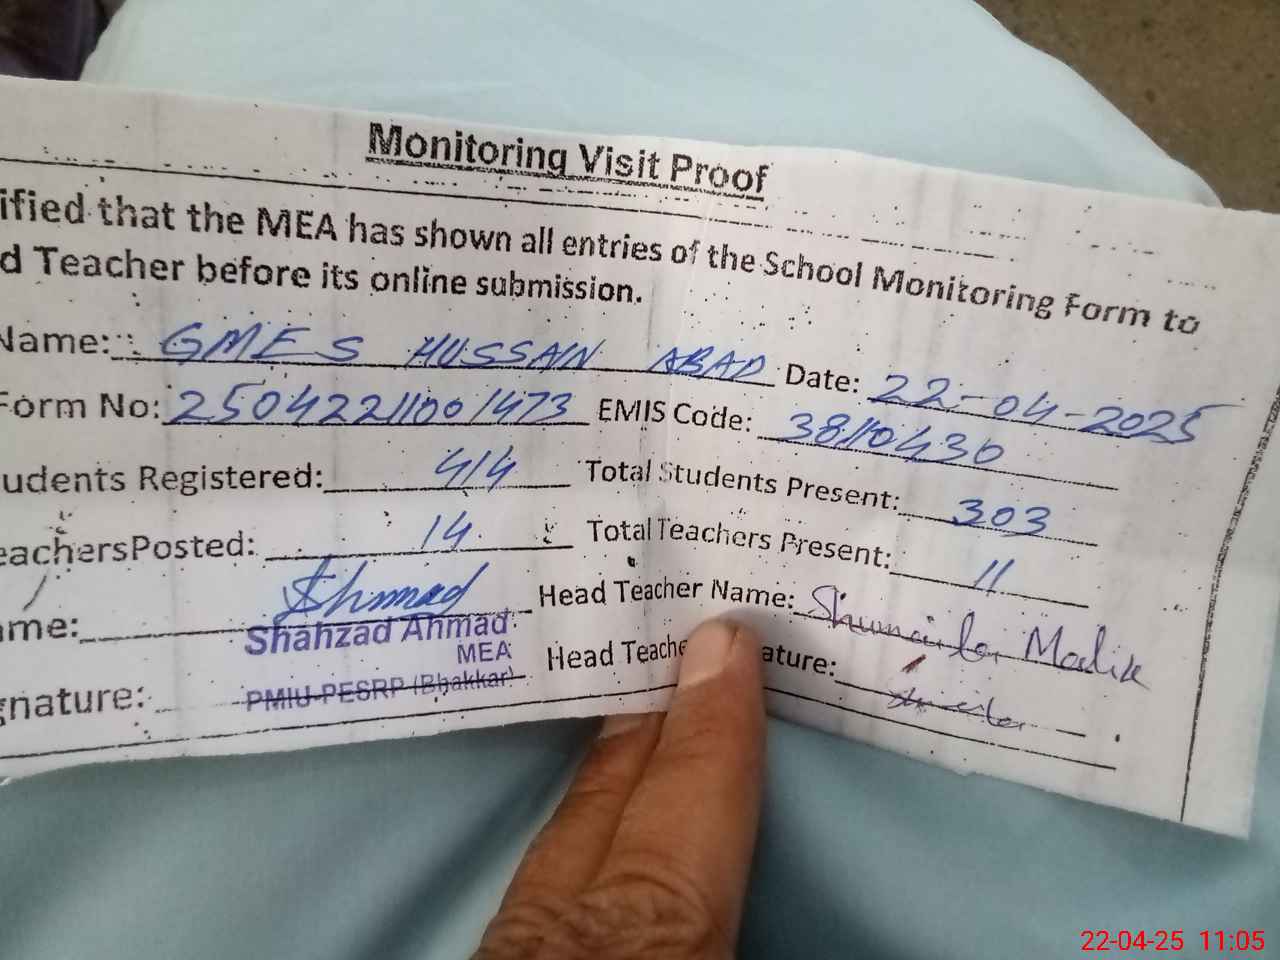 Monitoring Visit Proof
ified that the MEA has shown all entries of the School Monitoring Form to
d Teacher before its online submission.
Name: GMES HUSSAIN ABAD Date: 22-04-2025
Form No: 25042211001473 EMIS Code: 38110430
udents Registered: 414 Total Students Present: 303
eachersPosted: 14 Total Teachers Present: 11
ame: Ahmad Head Teacher Name: Shumaila Malik
Shahzad Ahmad
MEA
gnature: PMIU-PESRP (Bhakkar) Head Teache ature:
22-04-25 11:05